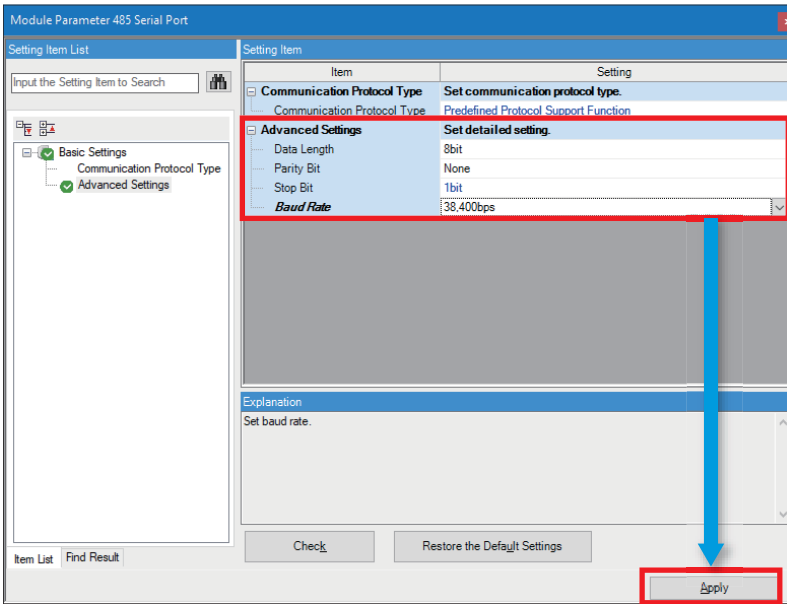 Module Parameter 485 Serial Port
Setting Item List
Input the Setting Item to Search
Basic Settings
Communication Protocol Type
Advanced Settings
Item List Find Result
Setting Item
Item Setting
Communication Protocol Type Set communication protocol type.
Communication Protocol Type Predefined Protocol Support Function
Advanced Settings Set detailed setting.
Data Length 8bit
Parity Bit None
Stop Bit 1bit
Baud Rate 38,400bps
Explanation
Set baud rate.
Check Restore the Default Settings
Apply